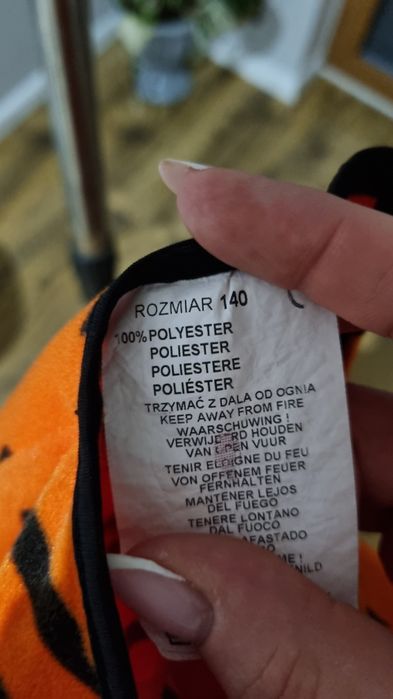 ROZMIAR 140
100% POLYESTER
POLIESTER
POLIESTERE
POLIÉSTER
TRZYMAĆ Z DALA OD OGNIA
KEEP AWAY FROM FIRE
WAARSCHUWING !
VERWIJDERD HOUDEN
VAN OPEN VUUR
TENIR ELOIGNE DU FEU
VON OFFENEM FEUER
FERNHALTEN
MANTENER LEJOS
DEL FUEGO
TENERE LONTANO
DAL FUOCO
AFASTADO